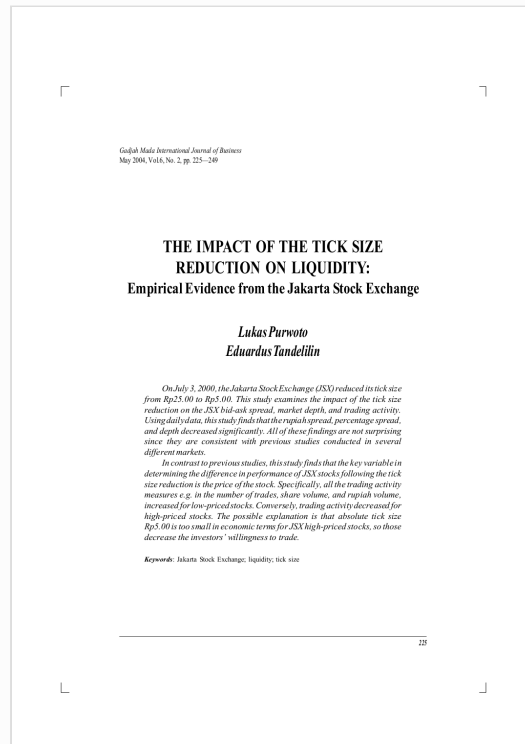 Gadjah Mada International Journal of Business
May 2004, Vol.6, No. 2, pp. 225—249
THE IMPACT OF THE TICK SIZE
REDUCTION ON LIQUIDITY:
Empirical Evidence from the Jakarta Stock Exchange
Lukas Purwoto
Eduardus Tandelilin
On July 3, 2000, the Jakarta Stock Exchange (JSX) reduced its tick size
from Rp25.00 to Rp5.00. This study examines the impact of the tick size
reduction on the JSX bid-ask spread, market depth, and trading activity.
Using daily data, this study finds that the rupiah spread, percentage spread,
and depth decreased significantly. All of these findings are not surprising
since they are consistent with previous studies conducted in several
different markets.
In contrast to previous studies, this study finds that the key variable in
determining the difference in performance of JSX stocks following the tick
size reduction is the price of the stock. Specifically, all the trading activity
measures e.g. in the number of trades, share volume, and rupiah volume,
increased for low-priced stocks. Conversely, trading activity decreased for
high-priced stocks. The possible explanation is that absolute tick size
Rp5.00 is too small in economic terms for JSX high-priced stocks, so those
decrease the investors’ willingness to trade.
Keywords: Jakarta Stock Exchange; liquidity; tick size
225